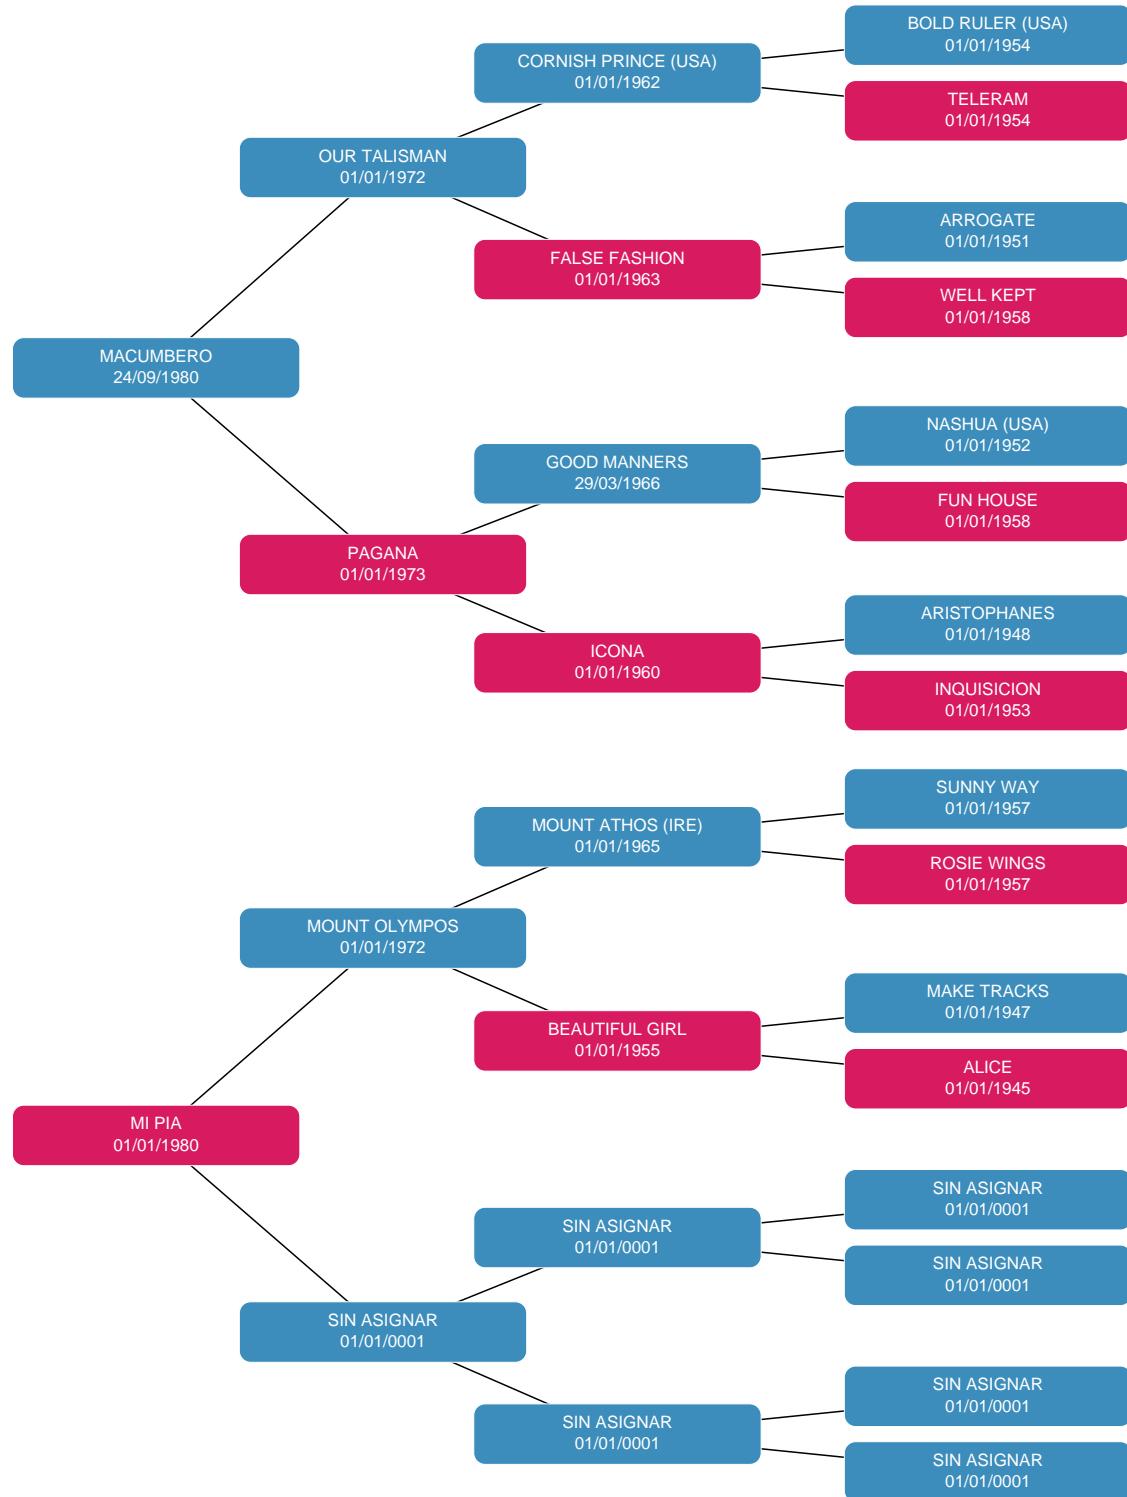 BOLD RULER (USA)
01/01/1954
CORNISH PRINCE (USA)
01/01/1962
TELERAM
01/01/1954
OUR TALISMAN
01/01/1972
ARROGATE
01/01/1951
FALSE FASHION
01/01/1963
WELL KEPT
01/01/1958
MACUMBERO
24/09/1980
NASHUA (USA)
01/01/1952
GOOD MANNERS
29/03/1966
FUN HOUSE
01/01/1958
PAGANA
01/01/1973
ARISTOPHANES
01/01/1948
ICONA
01/01/1960
INQUISICION
01/01/1953
SUNNY WAY
01/01/1957
MOUNT ATHOS (IRE)
01/01/1965
ROSIE WINGS
01/01/1957
MOUNT OLYMPOS
01/01/1972
MAKE TRACKS
01/01/1947
BEAUTIFUL GIRL
01/01/1955
ALICE
01/01/1945
MI PIA
01/01/1980
SIN ASIGNAR
01/01/0001
SIN ASIGNAR
01/01/0001
SIN ASIGNAR
01/01/0001
SIN ASIGNAR
01/01/0001
SIN ASIGNAR
01/01/0001
SIN ASIGNAR
01/01/0001
SIN ASIGNAR
01/01/0001